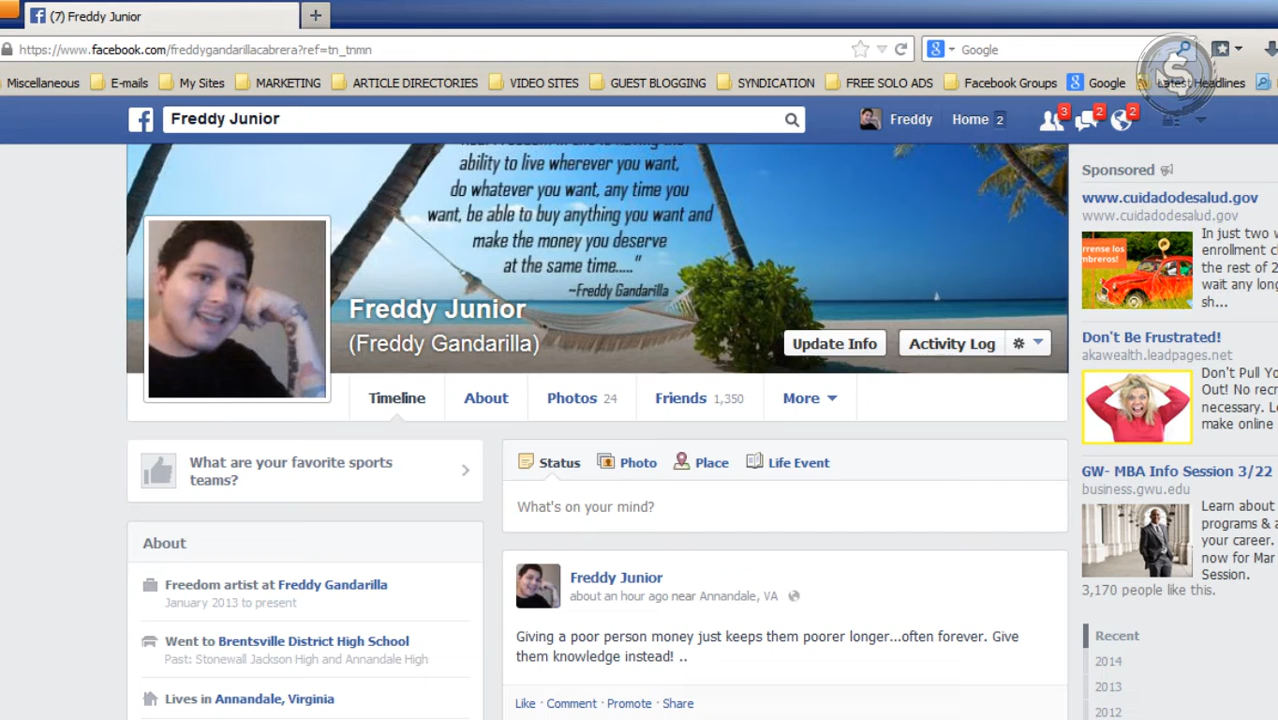 (7) Freddy Junior
https://www.facebook.com/freddygandarillacabrera?ref=tn_tnmn
Google
Miscellaneous E-mails My Sites MARKETING ARTICLE DIRECTORIES VIDEO SITES GUEST BLOGGING SYNDICATION FREE SOLO ADS Facebook Groups Google Latest Headlines
Freddy Junior
Freddy Home 2 3 2 2
ability to live wherever you want,
do whatever you want, any time you
want, be able to buy anything you want and
make the money you deserve
at the same time....."
~Freddy Gandarilla
Freddy Junior
(Freddy Gandarilla)
Update Info Activity Log
Timeline About Photos 24 Friends 1,350 More
What are your favorite sports
teams?
Status Photo Place Life Event
What's on your mind?
About
Freedom artist at Freddy Gandarilla
January 2013 to present
Went to Brentsville District High School
Past: Stonewall Jackson High and Annandale High
Lives in Annandale, Virginia
Freddy Junior
about an hour ago near Annandale, VA
Giving a poor person money just keeps them poorer longer...often forever. Give
them knowledge instead! ..
Like · Comment · Promote · Share
Sponsored
www.cuidadodesalud.gov
www.cuidadodesalud.gov
In just two
enrollment
the rest of 2
wait any long
sh...
Don't Be Frustrated!
akawealth.leadpages.net
Don't Pull
Out! No
necessary.
make online
GW- MBA Info Session 3/22
business.gwu.edu
Learn about
programs &
your career.
now for Mar
Session.
3,170 people like this.
Recent
2014
2013
2012